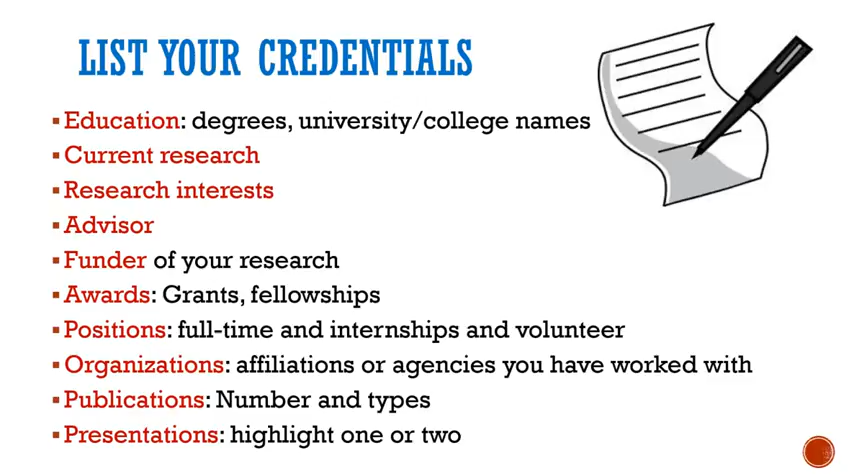 LIST YOUR CREDENTIALS
▪ Education: degrees, university/college names
▪ Current research
▪ Research interests
▪ Advisor
▪ Funder of your research
▪ Awards: Grants, fellowships
▪ Positions: full-time and internships and volunteer
▪ Organizations: affiliations or agencies you have worked with
▪ Publications: Number and types
▪ Presentations: highlight one or two